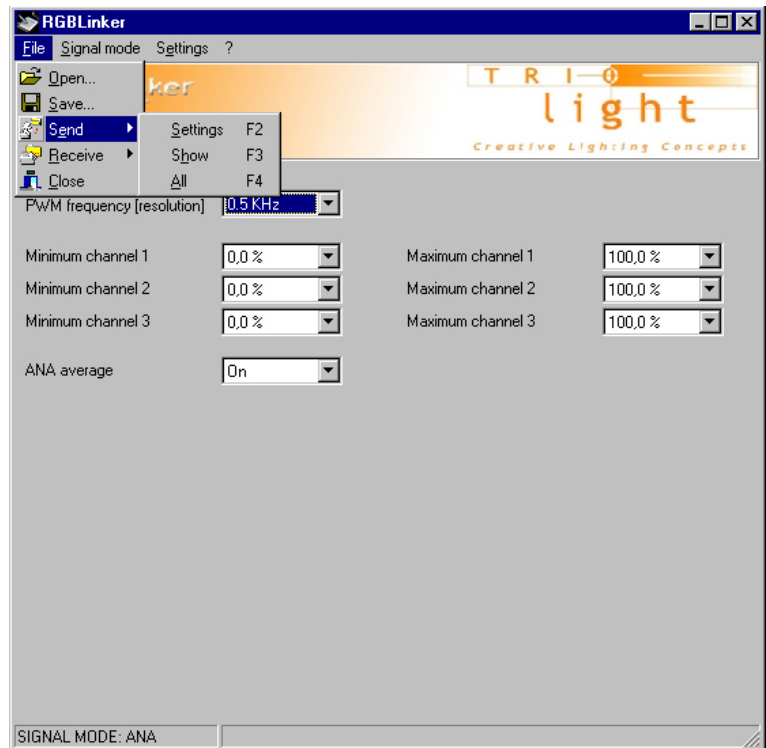 RGBLinker
File Signal mode Settings ?
Open...
Save...
Send
Receive
Close
Settings F2
Show F3
All F4
ker
TRIO
light
Creative Lighting Concepts
PWM frequency [resolution] 0.5 KHz
Minimum channel 1 0,0 % Maximum channel 1 100,0 %
Minimum channel 2 0,0 % Maximum channel 2 100,0 %
Minimum channel 3 0,0 % Maximum channel 3 100,0 %
ANA average On
SIGNAL MODE: ANA